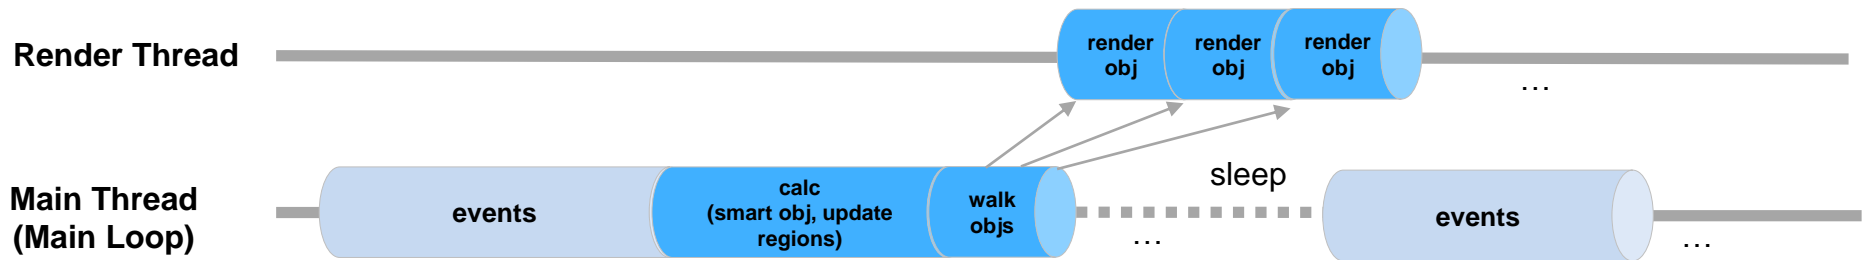 Render Thread
render
obj
render
obj
render
obj
...
Main Thread
(Main Loop)
events
calc
(smart obj, update
regions)
walk
objs
sleep
...
events
...